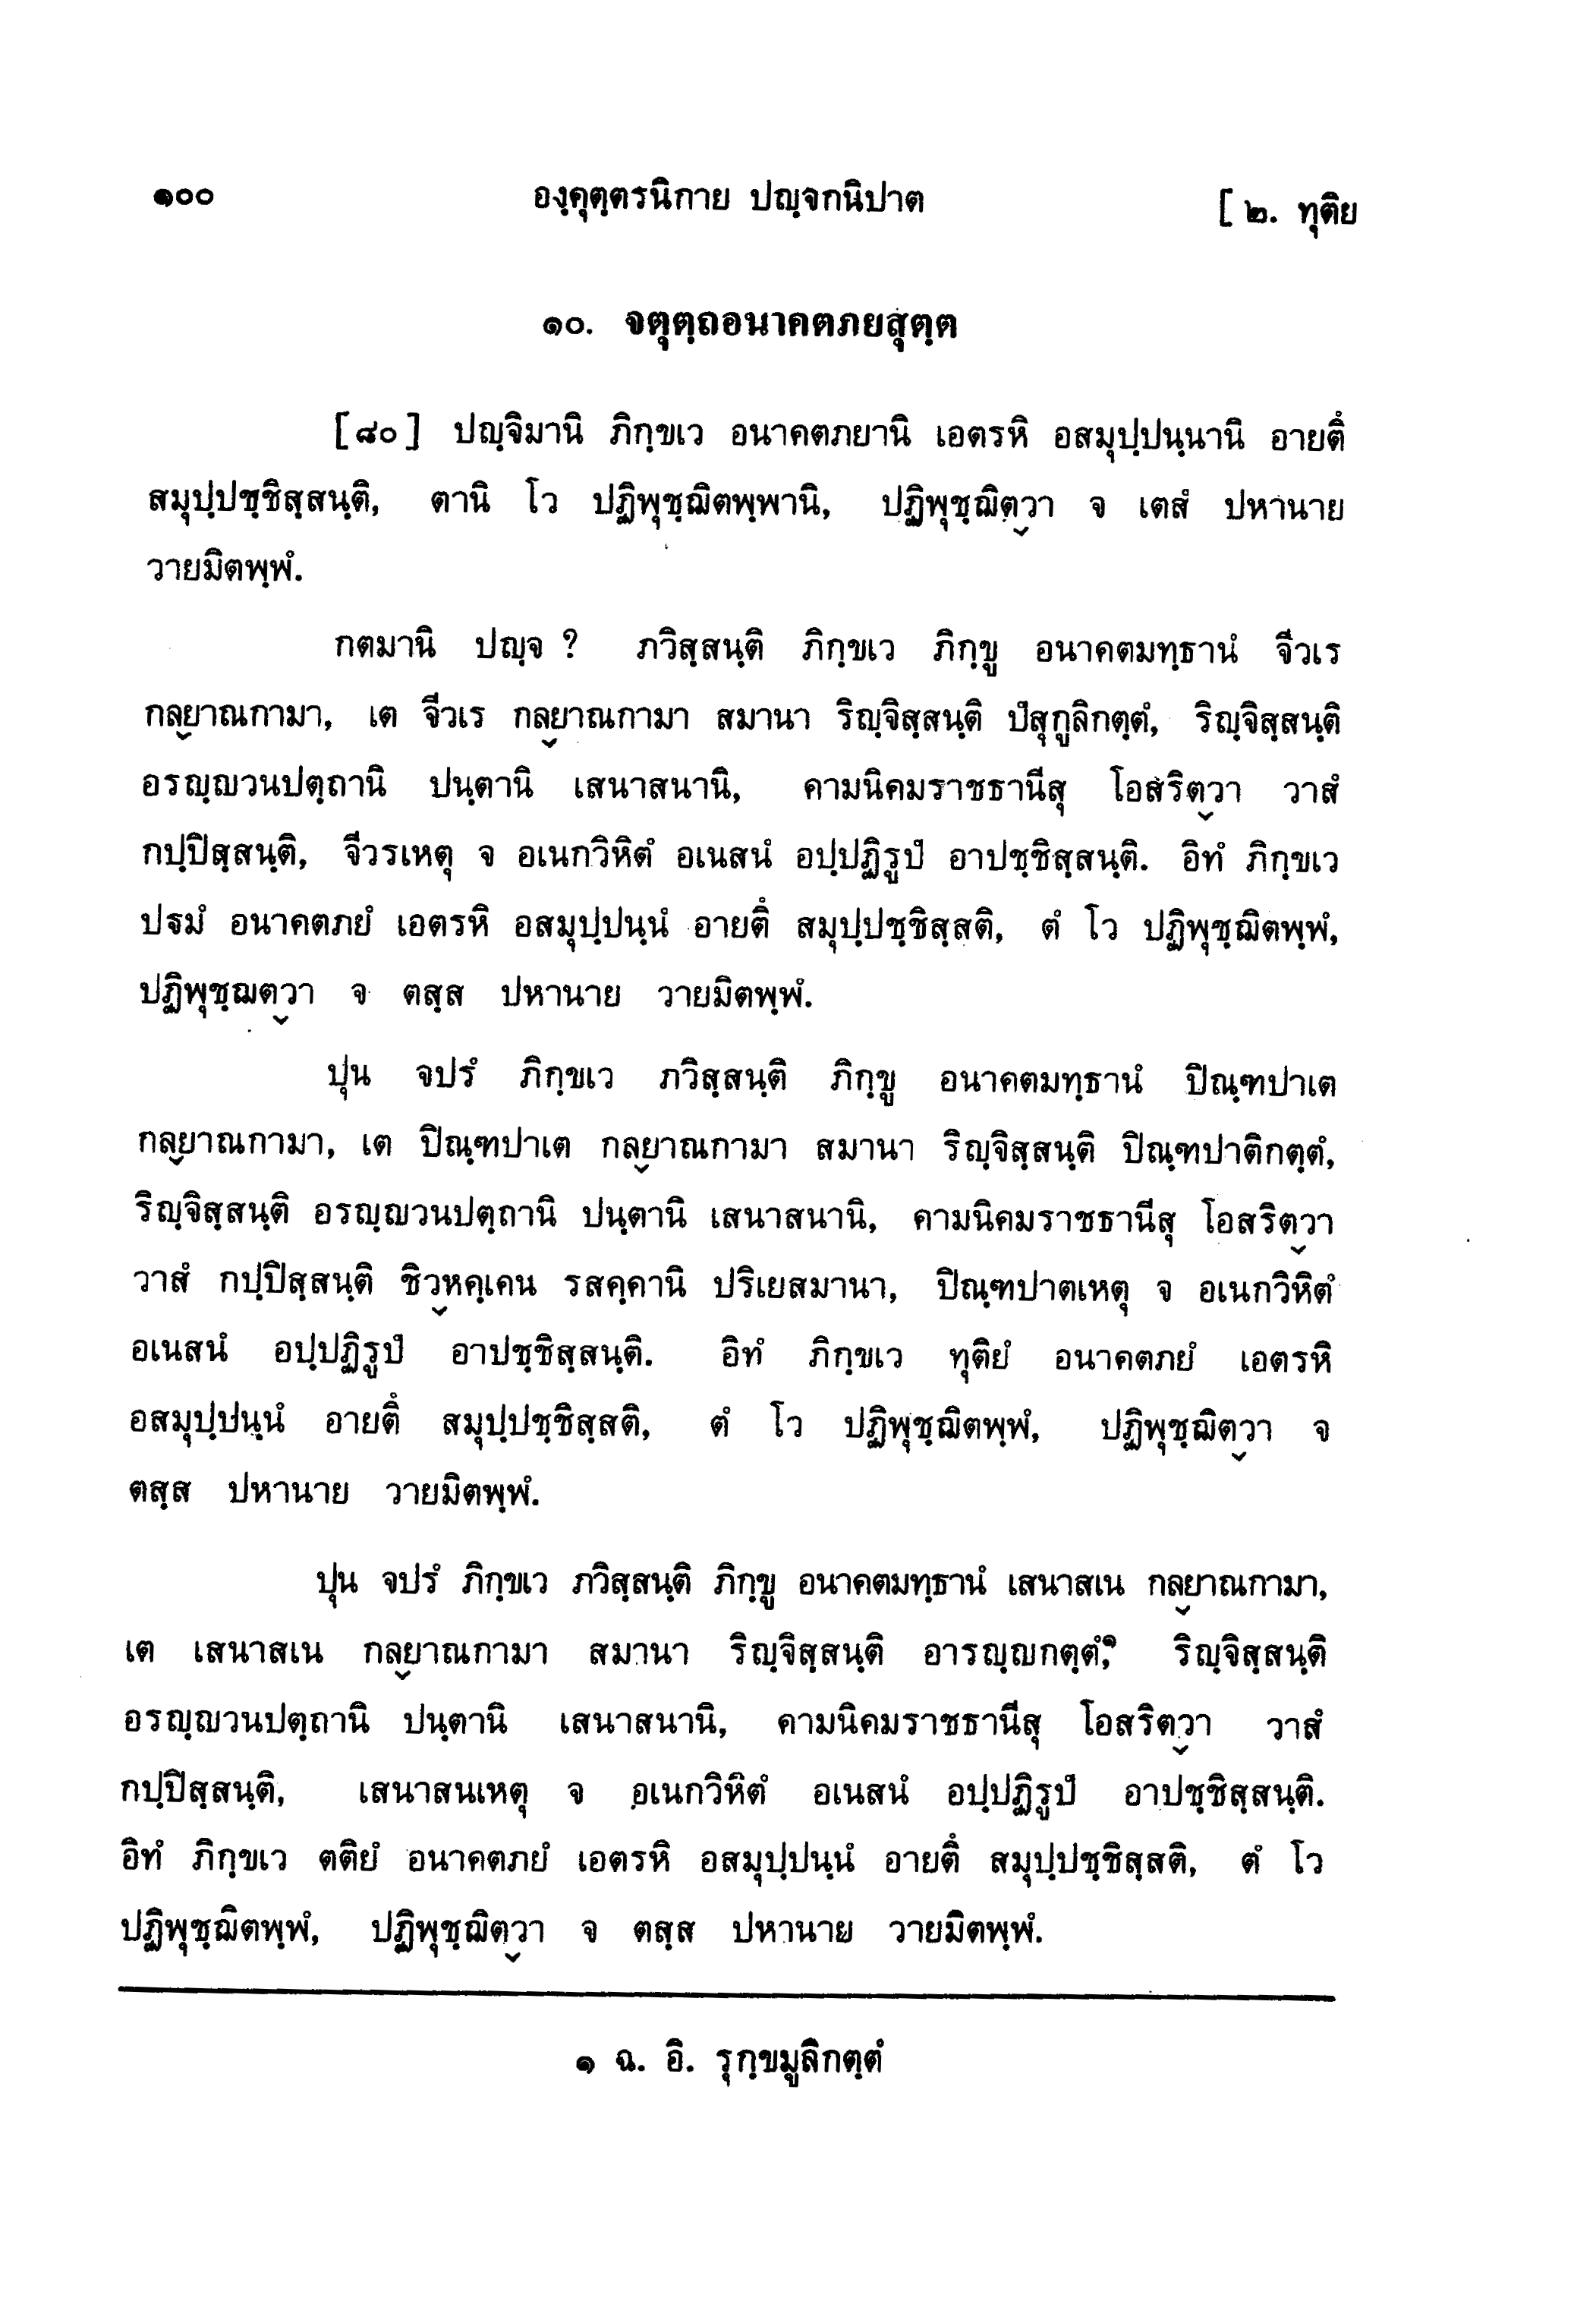 ๑๐๐ องฺคุตฺตรนิกาย ปญฺจกนิปาต [ ๒. ทุติย
๑๐. จตุตฺถอนาคตภยสุตฺต
[๘๐] ปญฺจิมานิ ภิกฺขเว อนาคตภยานิ เอตรหิ อสมุปฺปนฺนานิ อายตึ
สมุปฺปชฺชิสฺสนฺติ, ตานิ โว ปฏิพุชฺฌิตพฺพานิ, ปฏิพุชฺฌิตฺวา จ เตสํ ปหานาย
วายมิตพฺพํ.
กตมานิ ปญฺจ ? ภวิสฺสนฺติ ภิกฺขเว ภิกฺขู อนาคตมทฺธานํ จีวเร
กลฺยาณกามา, เต จีวเร กลฺยาณกามา สมานา ริญฺจิสฺสนฺติ ปํสุกูลิกตฺตํ, ริญฺจิสฺสนฺติ
อรญฺญวนปตฺถานิ ปนฺตานิ เสนาสนานิ, คามนิคมราชธานีสุ โอสริตฺวา วาสํ
กปฺปิสฺสนฺติ, จีวรเหตุ จ อเนกวิหิตํ อเนสนํ อปฺปฏิรูปํ อาปชฺชิสฺสนฺติ. อิทํ ภิกฺขเว
ปฐมํ อนาคตภยํ เอตรหิ อสมุปฺปนฺนํ อายตึ สมุปฺปชฺชิสฺสติ, ตํ โว ปฏิพุชฺฌิตพฺพํ,
ปฏิพุชฺฌตฺวา จ ตสฺส ปหานาย วายมิตพฺพํ.
ปุน จปรํ ภิกฺขเว ภวิสฺสนฺติ ภิกฺขู อนาคตมทฺธานํ ปิณฺฑปาเต
กลฺยาณกามา, เต ปิณฺฑปาเต กลฺยาณกามา สมานา ริญฺจิสฺสนฺติ ปิณฺฑปาติกตฺตํ,
ริญฺจิสฺสนฺติ อรญฺญวนปตฺถานิ ปนฺตานิ เสนาสนานิ, คามนิคมราชธานีสุ โอสริตฺวา
วาสํ กปฺปิสฺสนฺติ ชิวฺหคฺเคน รสคฺคานิ ปริเยสมานา, ปิณฺฑปาตเหตุ จ อเนกวิหิตํ
อเนสนํ อปฺปฏิรูปํ อาปชฺชิสฺสนฺติ. อิทํ ภิกฺขเว ทุติยํ อนาคตภยํ เอตรหิ
อสมุปฺปนฺนํ อายตึ สมุปฺปชฺชิสฺสติ, ตํ โว ปฏิพุชฺฌิตพฺพํ, ปฏิพุชฺฌิตฺวา จ
ตสฺส ปหานาย วายมิตพฺพํ.
ปุน จปรํ ภิกฺขเว ภวิสฺสนฺติ ภิกฺขู อนาคตมทฺธานํ เสนาสเน กลฺยาณกามา,
เต เสนาสเน กลฺยาณกามา สมานา ริญฺจิสฺสนฺติ อารญฺญกตฺตํ,๑ ริญฺจิสฺสนฺติ
อรญฺญวนปตฺถานิ ปนฺตานิ เสนาสนานิ, คามนิคมราชธานีสุ โอสริตฺวา วาสํ
กปฺปิสฺสนฺติ, เสนาสนเหตุ จ อเนกวิหิตํ อเนสนํ อปฺปฏิรูปํ อาปชฺชิสฺสนฺติ.
อิทํ ภิกฺขเว ตติยํ อนาคตภยํ เอตรหิ อสมุปฺปนฺนํ อายตึ สมุปฺปชฺชิสฺสติ, ตํ โว
ปฏิพุชฺฌิตพฺพํ, ปฏิพุชฺฌิตฺวา จ ตสฺส ปหานาย วายมิตพฺพํ.
๑ ฉ. อิ. รุกฺขมูลิกตฺตํ